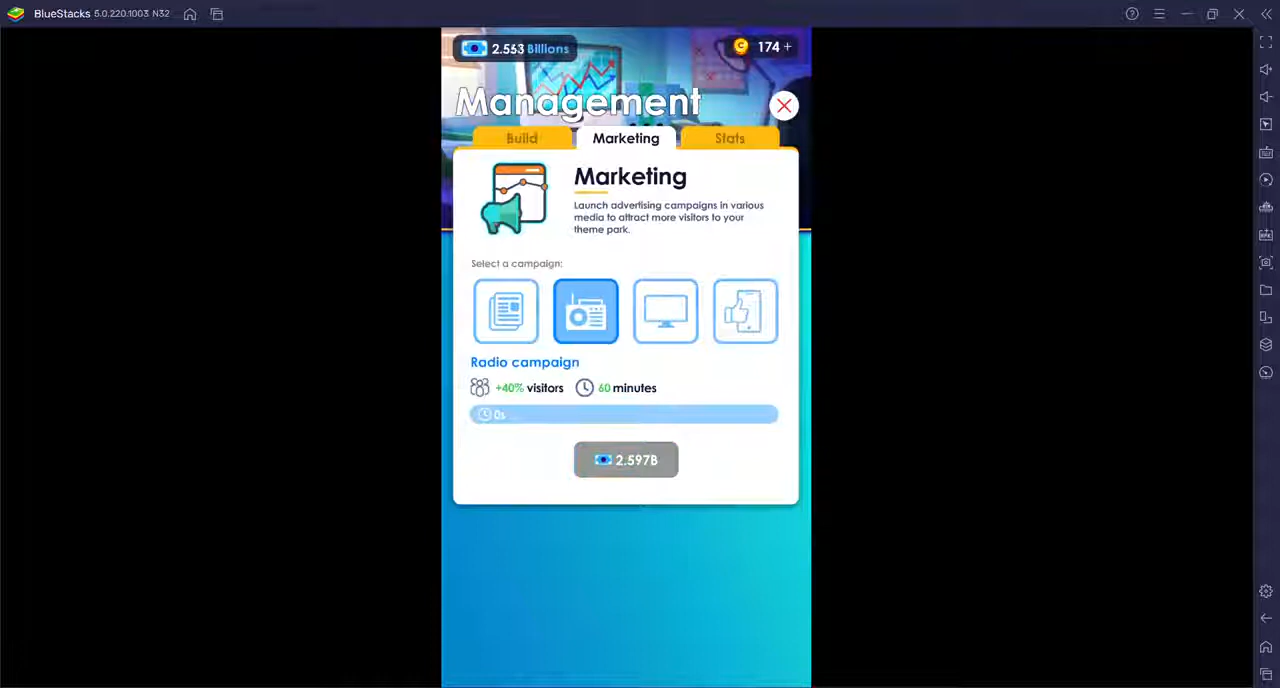 BlueStacks 5.0.220.1003 N32
2.563 Billions
174 +
Management
Build
Marketing
Stats
Marketing
Launch advertising campaigns in various
media to attract more visitors to your
theme park.
Select a campaign:
Radio campaign
+40% visitors
60 minutes
0s
2.597B